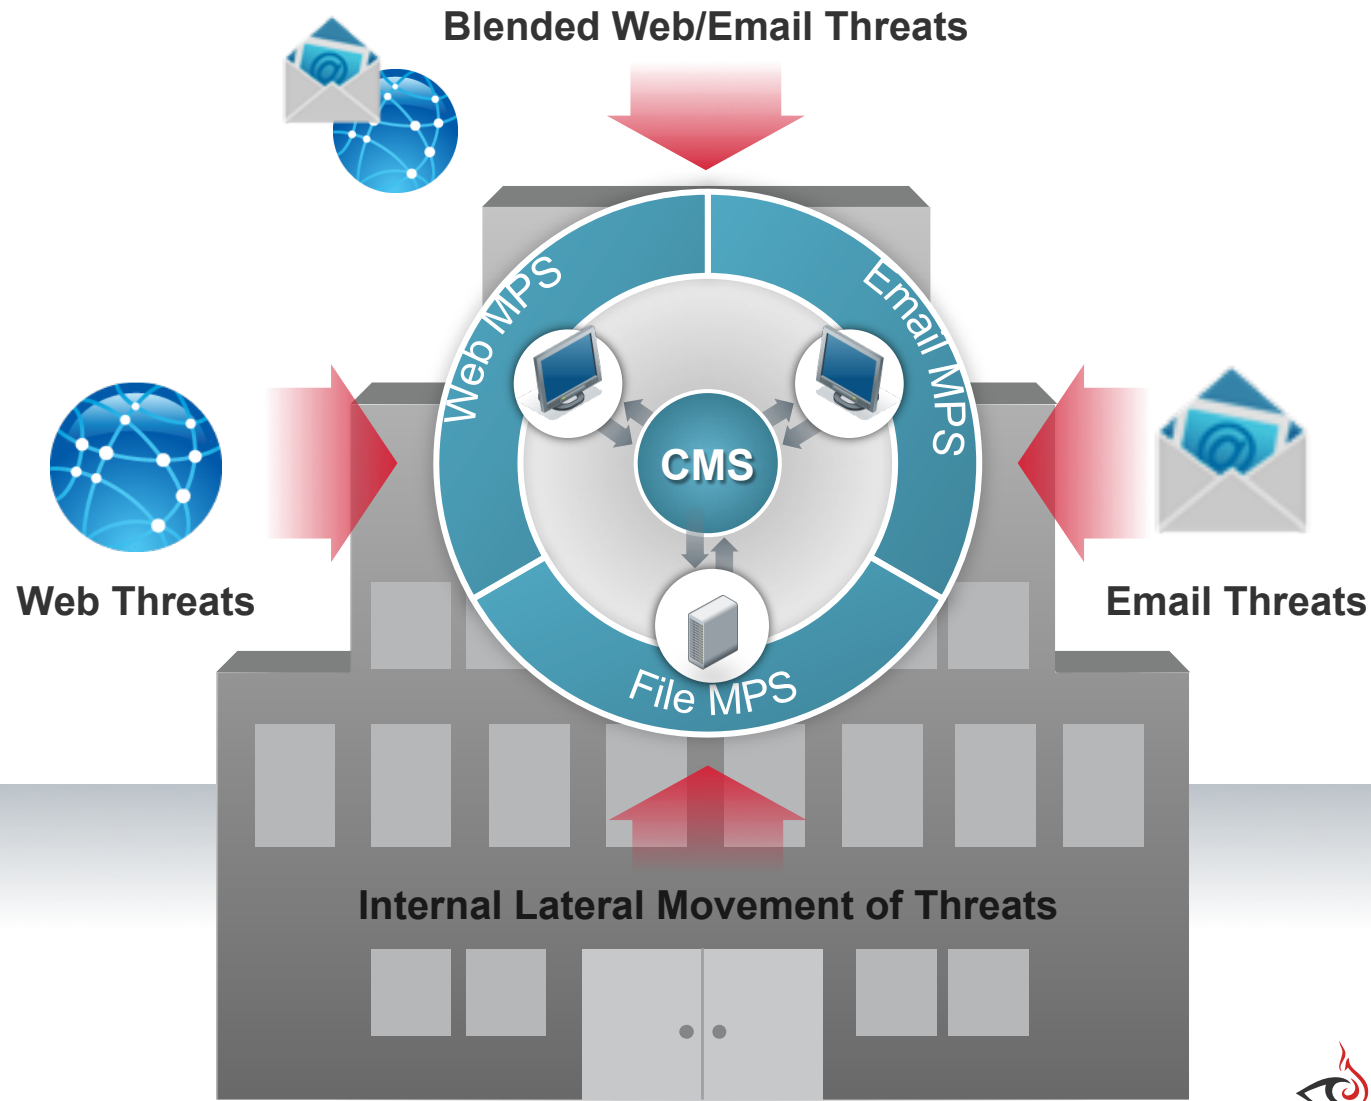 Blended Web/Email Threats
Web MPS
Email MPS
CMS
Web Threats
Email Threats
File MPS
Internal Lateral Movement of Threats